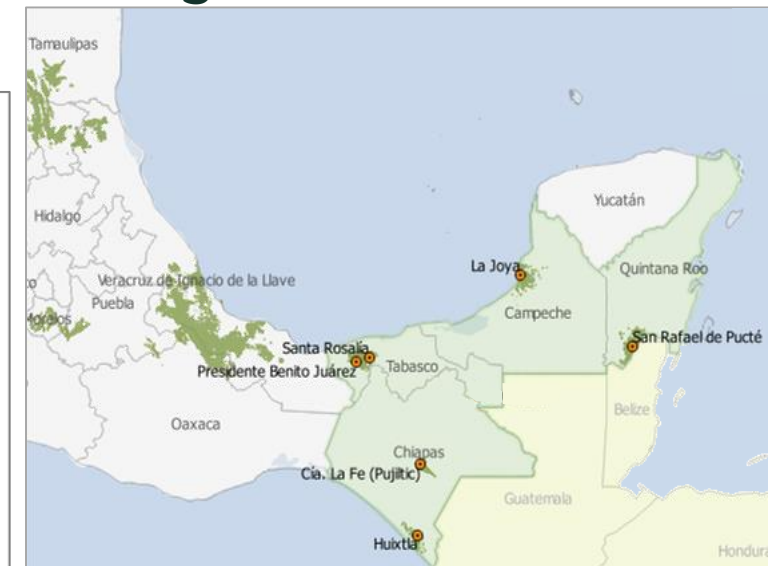 Tamaulipas
Hidalgo
Veracruz de Ignacio de la Llave
Puebla
Morelos
Oaxaca
Yucatán
La Joya
Quintana Roo
Campeche
San Rafael de Pucté
Santa Rosalía
Presidente Benito Juárez
Tabasco
Belize
Chiapas
Cía. La Fe (Pujiltic)
Guatemala
Huixtla